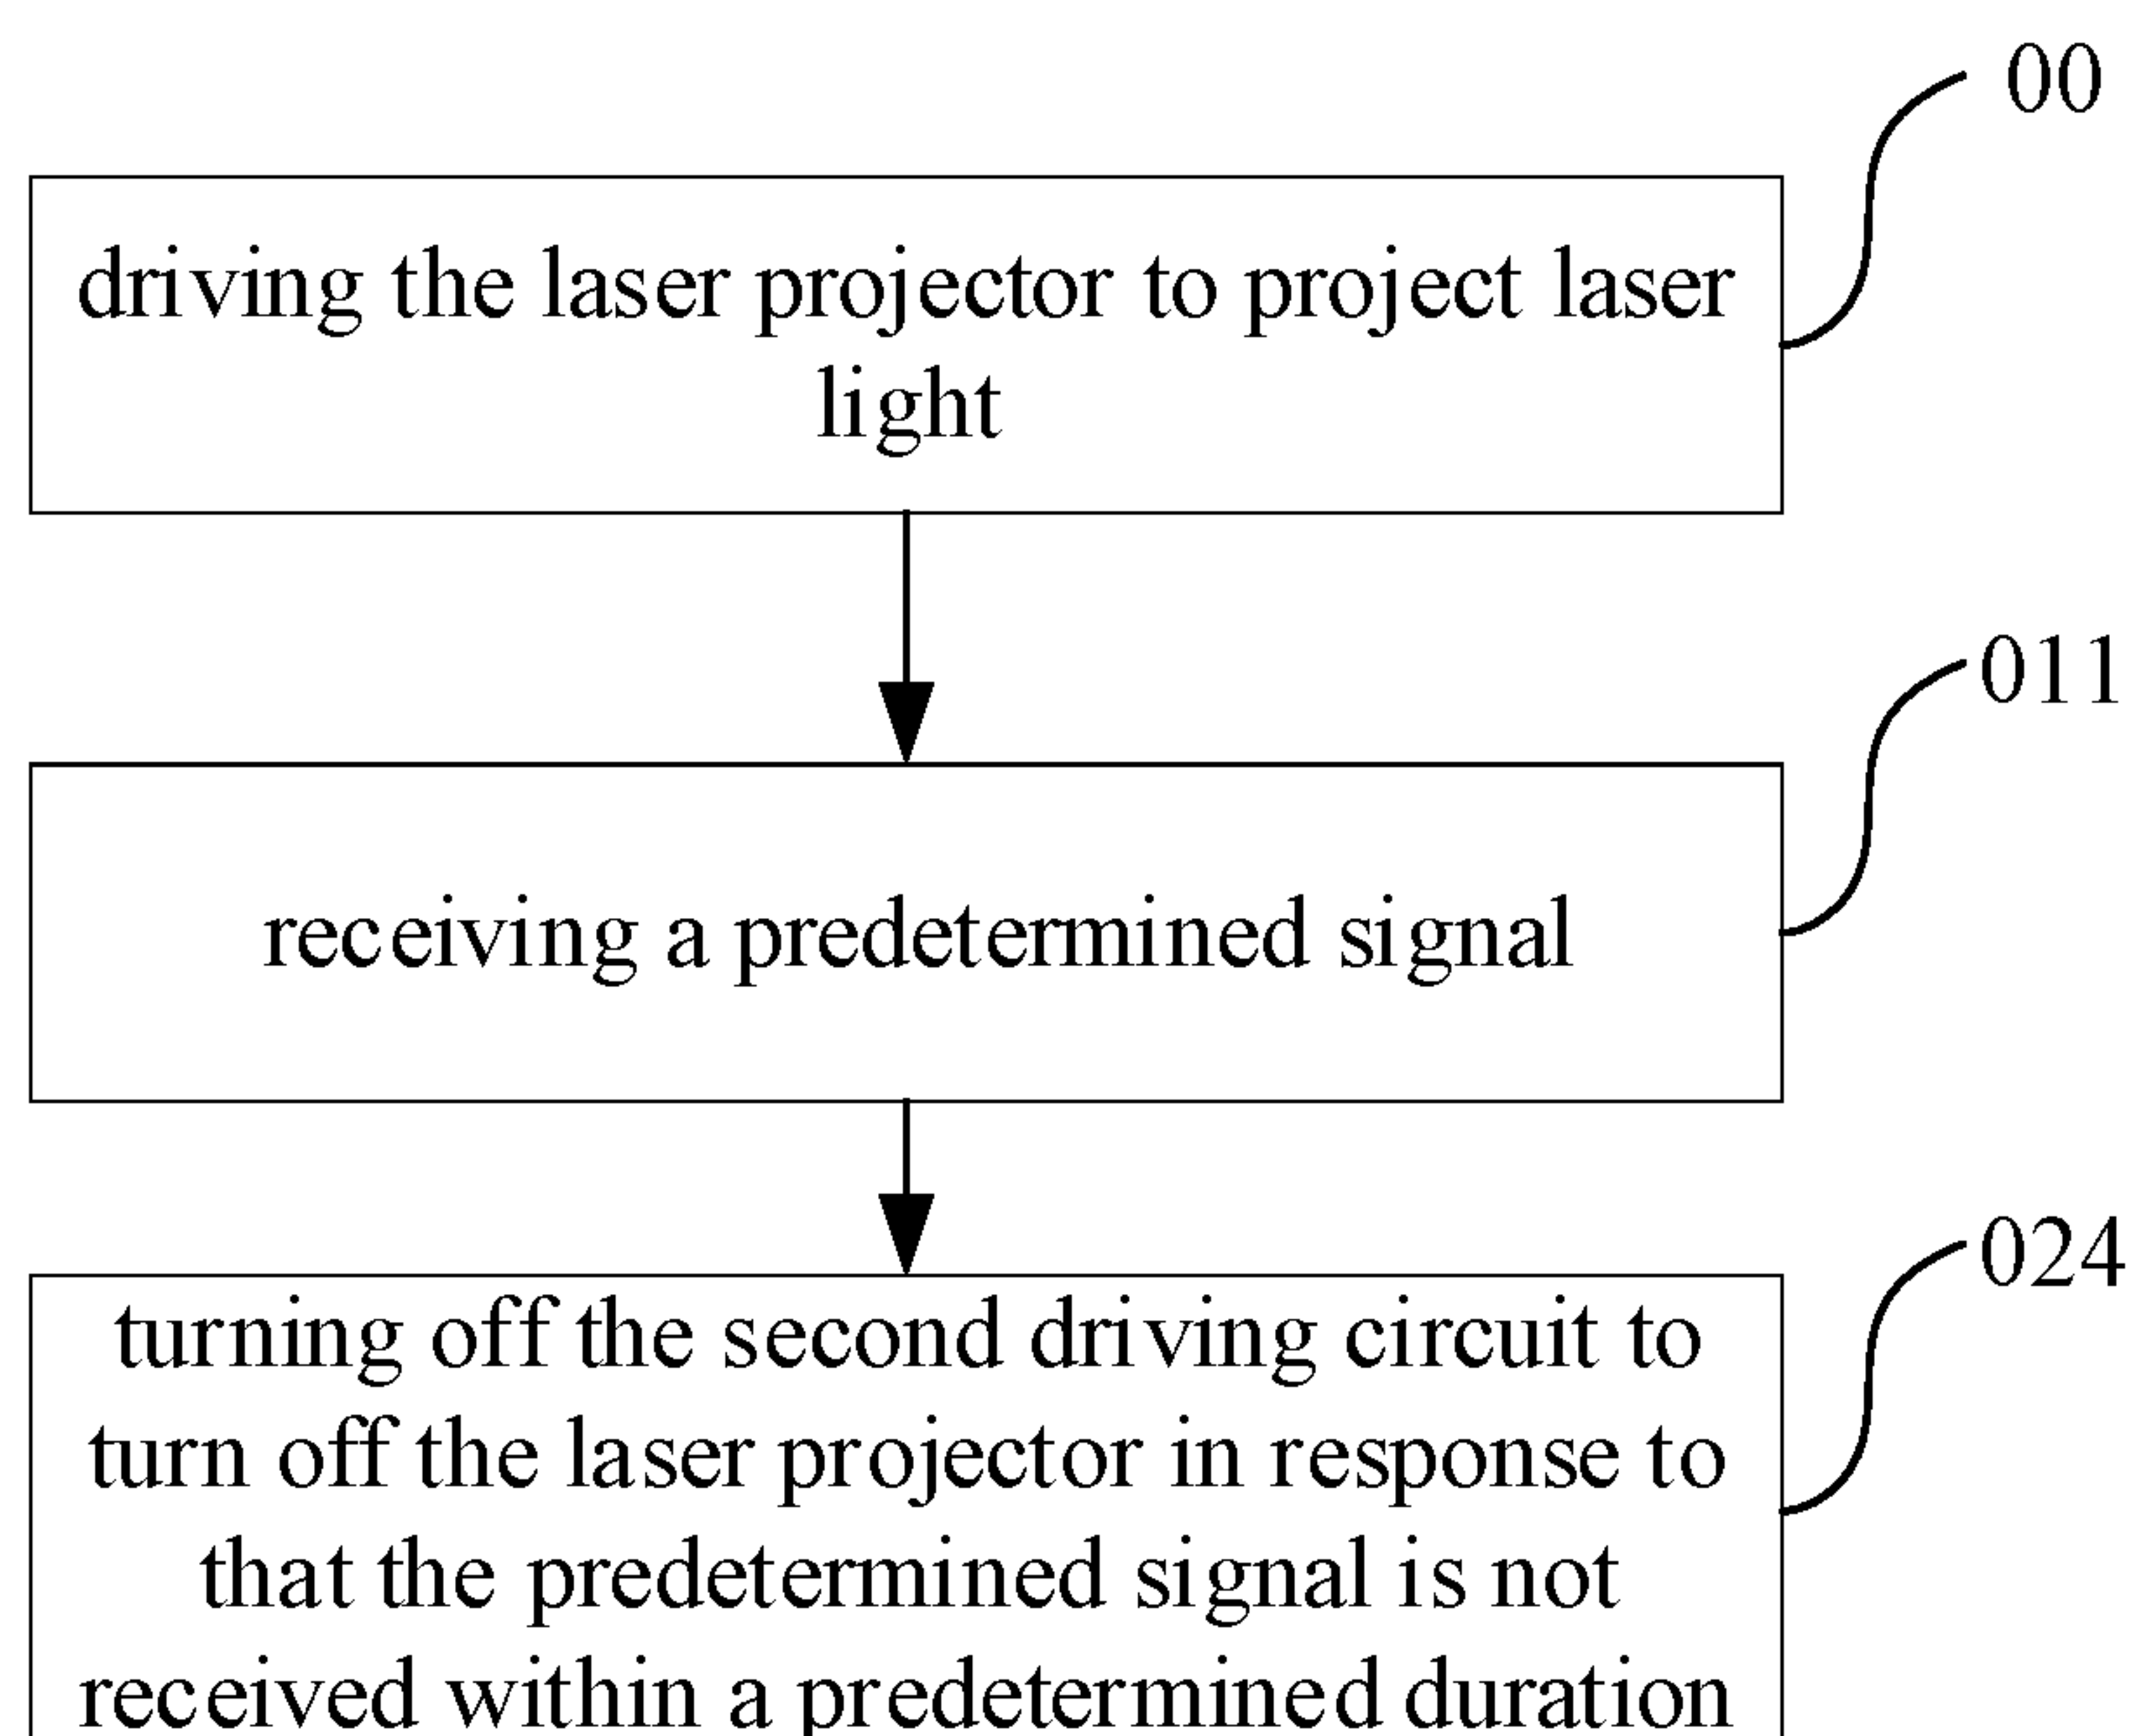 00
driving the laser projector to project laser
light
011
receiving a predetermined signal
024
turning off the second driving circuit to
turn off the laser projector in response to
that the predetermined signal is not
received within a predetermined duration